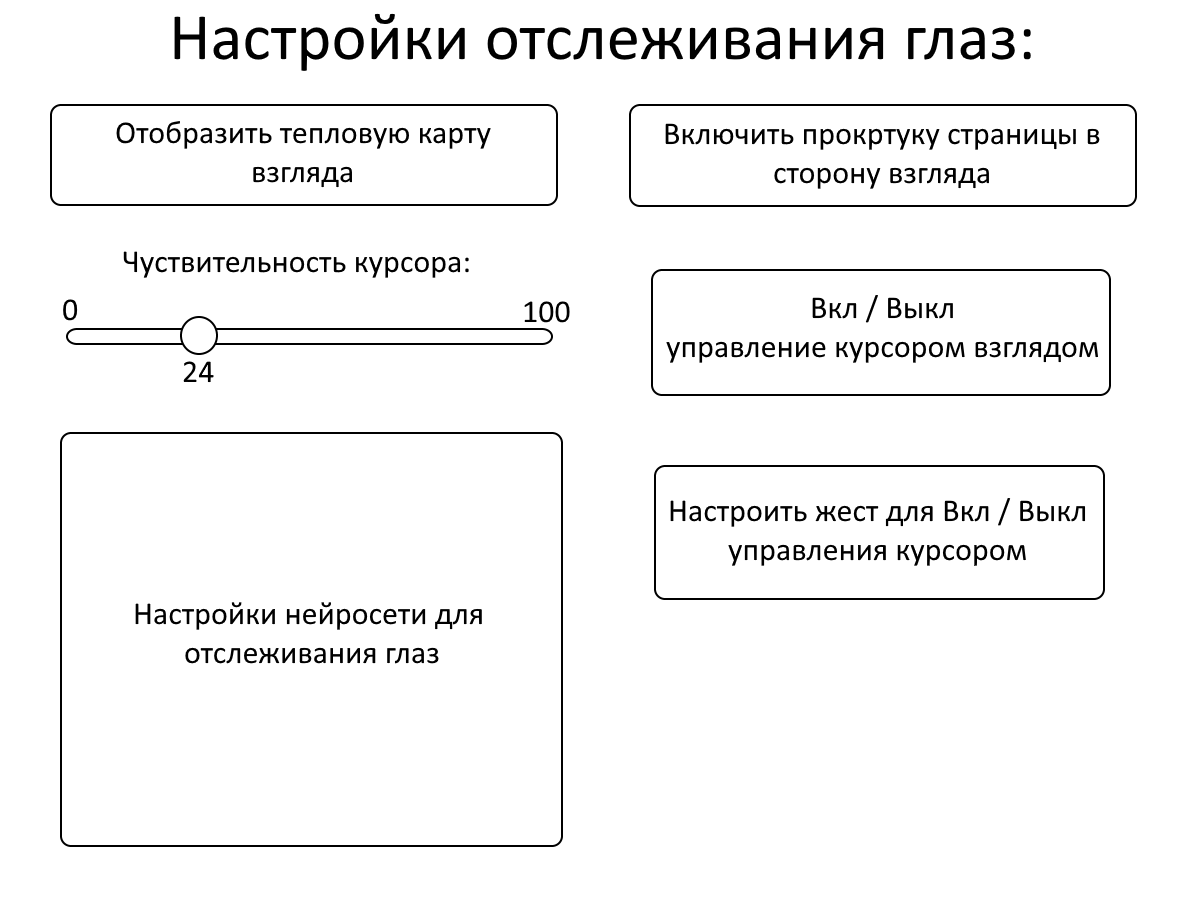 Настройки отслеживания глаз:
Отобразить тепловую карту
взгляда
Включить прокртуку страницы в
сторону взгляда
Чуствительность курсора:
0
100
24
Вкл / Выкл
управление курсором взглядом
Настройки нейросети для
отслеживания глаз
Настроить жест для Вкл / Выкл
управления курсором